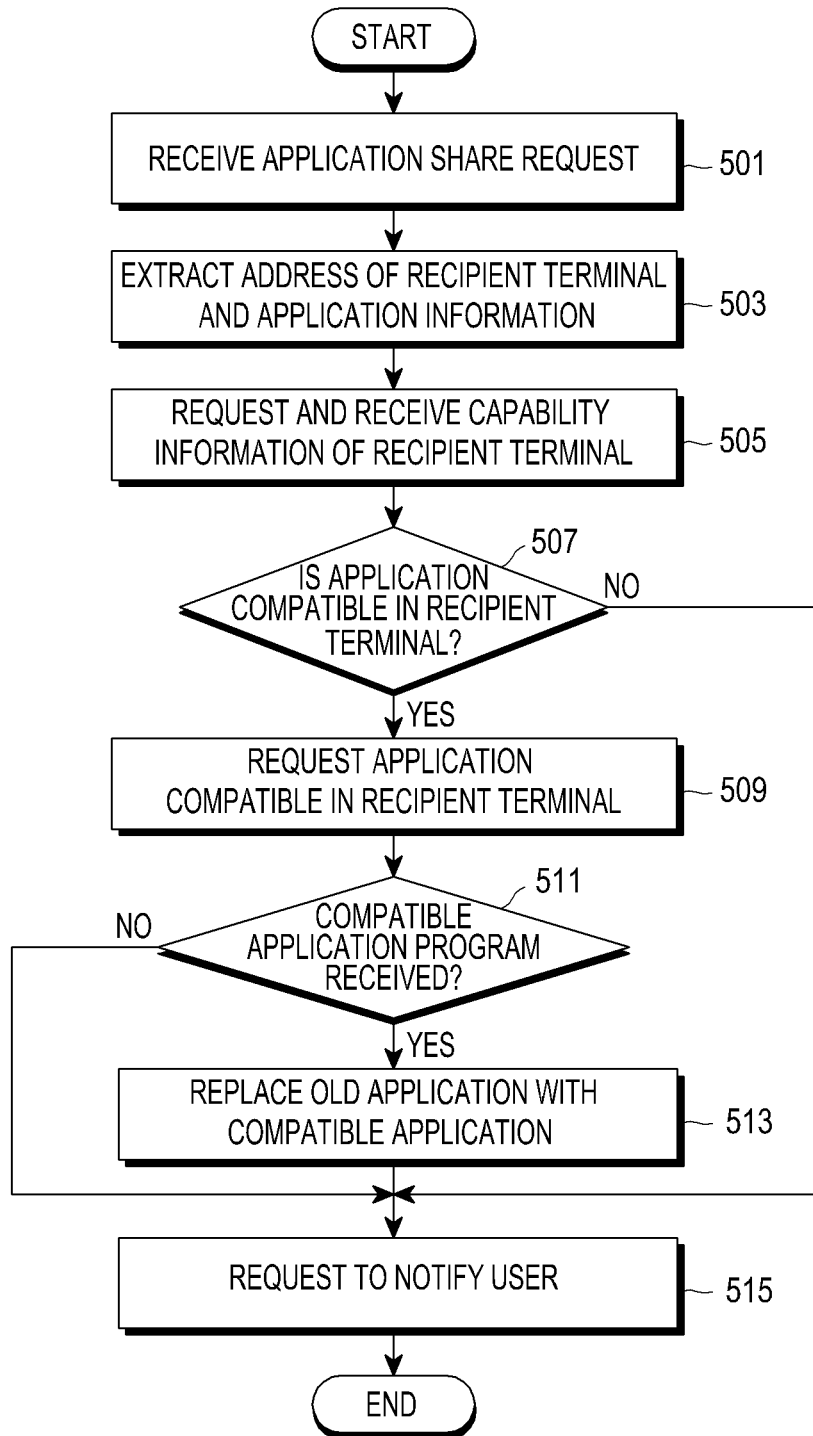 START
RECEIVE APPLICATION SHARE REQUEST
501
EXTRACT ADDRESS OF RECIPIENT TERMINAL
AND APPLICATION INFORMATION
503
REQUEST AND RECEIVE CAPABILITY
INFORMATION OF RECIPIENT TERMINAL
505
507
IS APPLICATION
COMPATIBLE IN RECIPIENT
TERMINAL?
NO
YES
REQUEST APPLICATION
COMPATIBLE IN RECIPIENT TERMINAL
509
511
NO
COMPATIBLE
APPLICATION PROGRAM
RECEIVED?
YES
REPLACE OLD APPLICATION WITH
COMPATIBLE APPLICATION
513
REQUEST TO NOTIFY USER
515
END